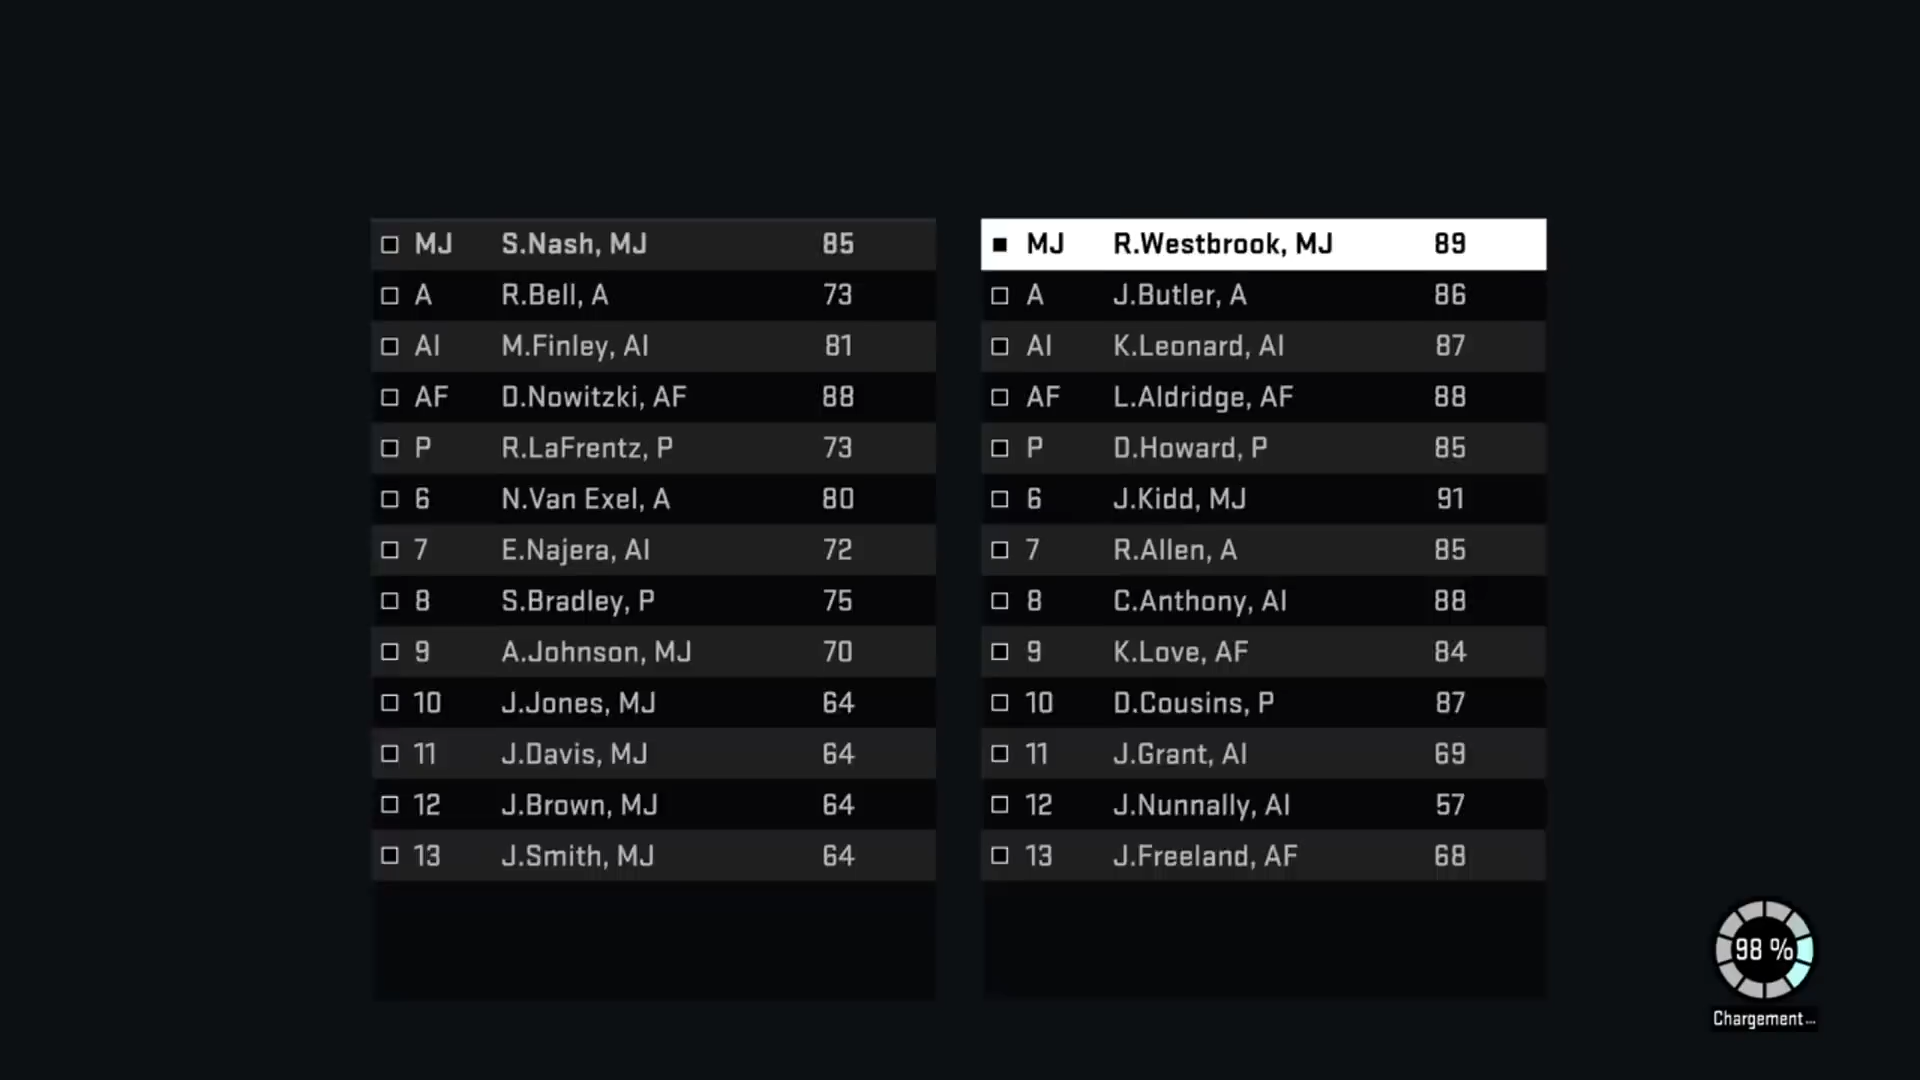 MJ S.Nash, MJ 85
A R.Bell, A 73
AI M.Finley, AI 81
AF D.Nowitzki, AF 88
P R.LaFrentz, P 73
6 N.Van Exel, A 80
7 E.Najera, AI 72
8 S.Bradley, P 75
9 A.Johnson, MJ 70
10 J.Jones, MJ 64
11 J.Davis, MJ 64
12 J.Brown, MJ 64
13 J.Smith, MJ 64
MJ R.Westbrook, MJ 89
A J.Butler, A 86
AI K.Leonard, AI 87
AF L.Aldridge, AF 88
P D.Howard, P 85
6 J.Kidd, MJ 91
7 R.Allen, A 85
8 C.Anthony, AI 88
9 K.Love, AF 84
10 D.Cousins, P 87
11 J.Grant, AI 69
12 J.Nunnally, AI 57
13 J.Freeland, AF 68
98 %
Chargement...